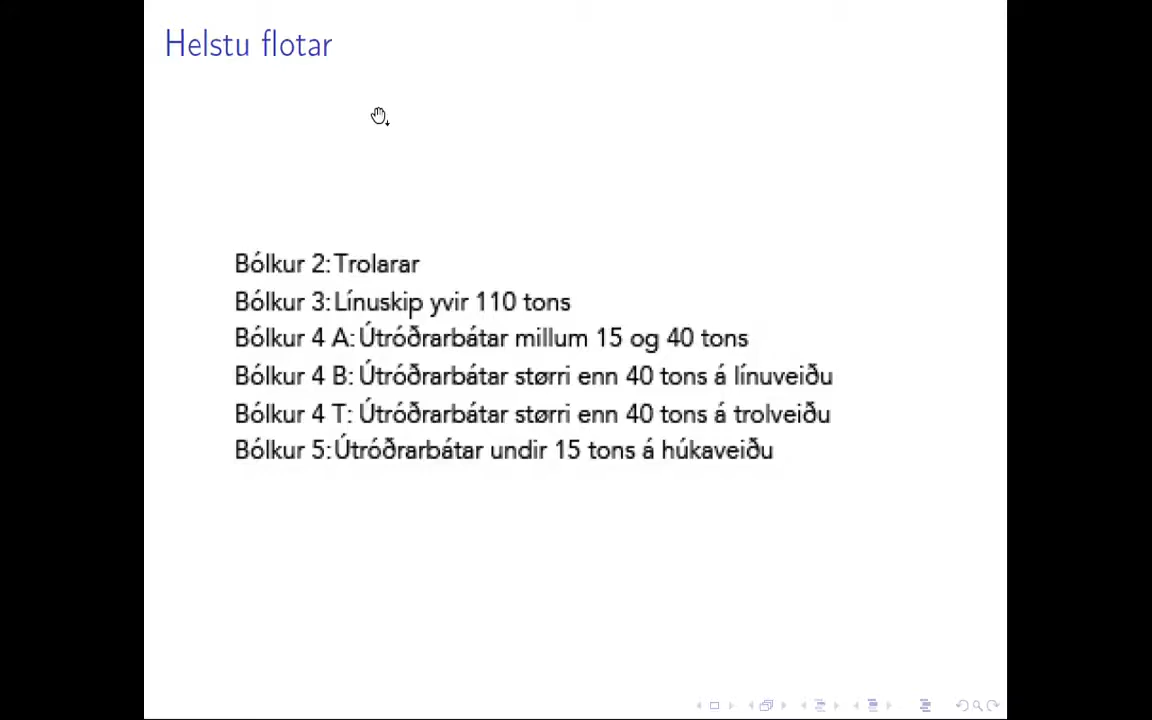 Helstu flotar
Bólkur 2: Trolarar
Bólkur 3: Línuskip yvir 110 tons
Bólkur 4 A: Útróðrarbátar millum 15 og 40 tons
Bólkur 4 B: Útróðrarbátar størri enn 40 tons á línuveiðu
Bólkur 4 T: Útróðrarbátar størri enn 40 tons á trolveiðu
Bólkur 5: Útróðrarbátar undir 15 tons á húkaveiðu